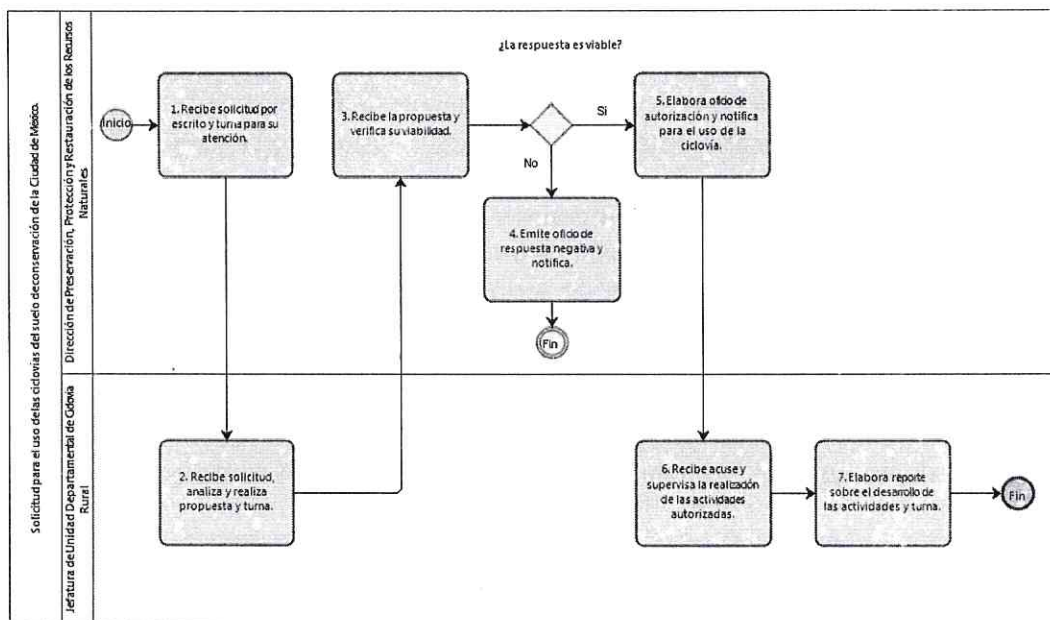 Solicitud para el uso de las ciclovías del suelo de conservación de la Ciudad de México.
Dirección de Preservación, Protección y Restauración de los Recursos
Naturales
¿La respuesta es viable?
Inicio
1. Recibe solicitud por
escrito y turna para su
atención.
3. Recibe la propuesta y
verifica su viabilidad.
Si
No
5. Elabora oficio de
autorización y notifica
para el uso de la
ciclovía.
4. Emite oficio de
respuesta negativa y
notifica.
Fin
Jefatura de Unidad Departamental de Ciclovía
Rural
2. Recibe solicitud,
analiza y realiza
propuesta y turna.
6. Recibe acuse y
supervisa la realización
de las actividades
autorizadas.
7. Elabora reporte
sobre el desarrollo de
las actividades y turna.
Fin